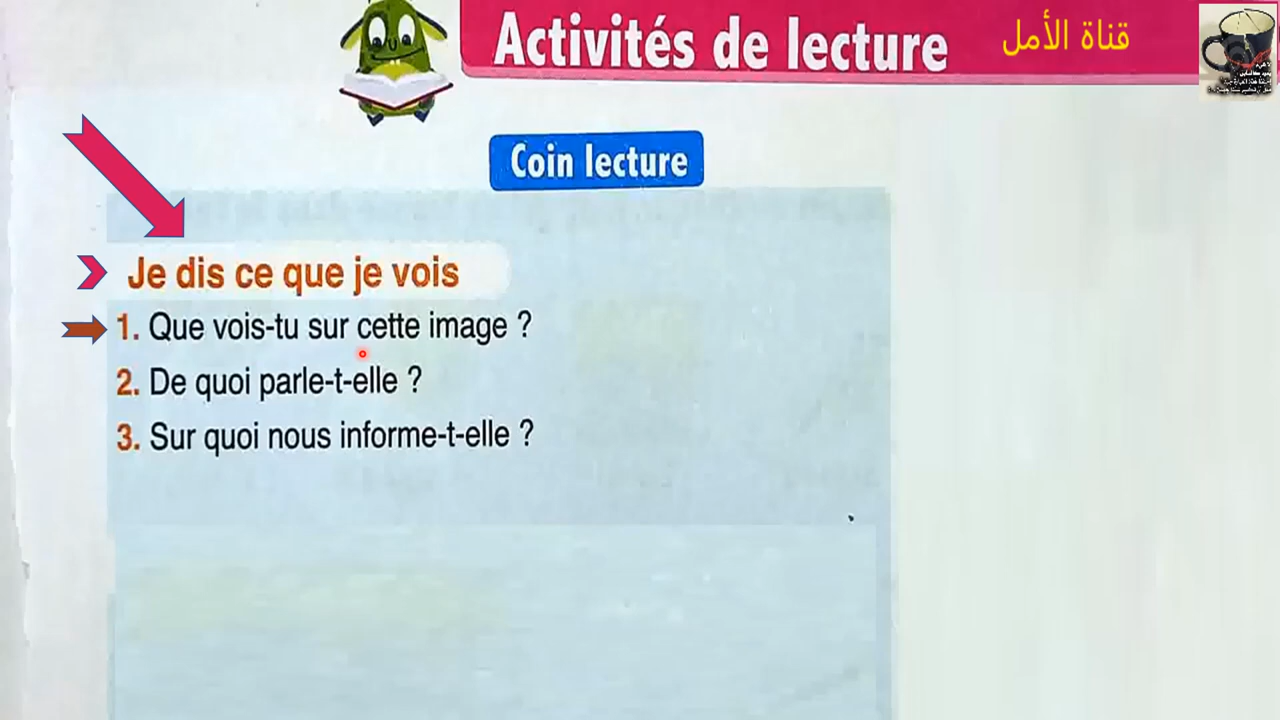 Activités de lecture
قناة الأمل
Coin lecture
Je dis ce que je vois
1. Que vois-tu sur cette image ?
2. De quoi parle-t-elle ?
3. Sur quoi nous informe-t-elle ?